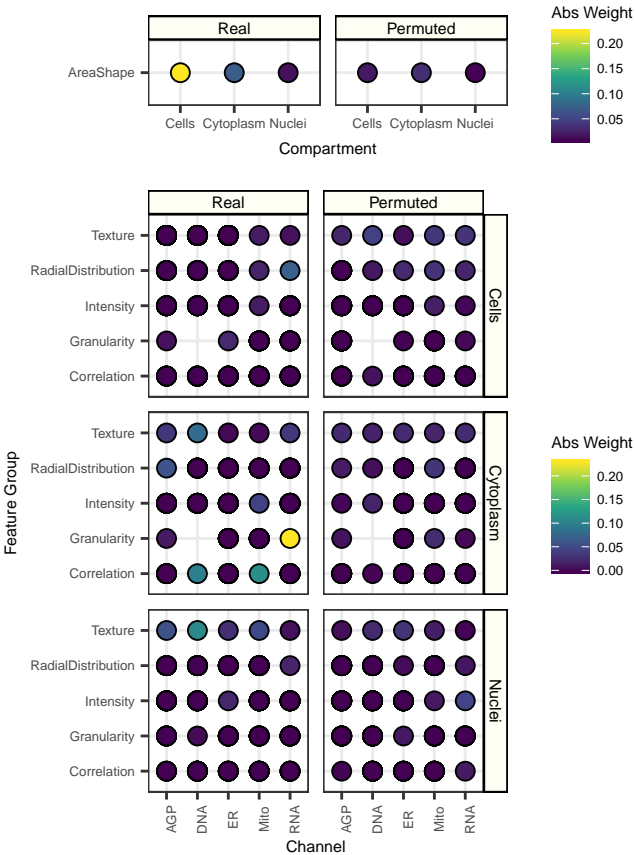 Abs Weight
Real Permuted
AreaShape
0.20
0.15
0.10
0.05
Cells Cytoplasm Nuclei Cells Cytoplasm Nuclei
Compartment
Real Permuted
Texture
RadialDistribution
Intensity
Granularity
Correlation
Cells
Texture
RadialDistribution
Intensity
Granularity
Correlation
Cytoplasm
Feature Group
Abs Weight
0.20
0.15
0.10
0.05
0.00
Texture
RadialDistribution
Intensity
Granularity
Correlation
Nuclei
AGP DNA ER Mito RNA AGP DNA ER Mito RNA
Channel